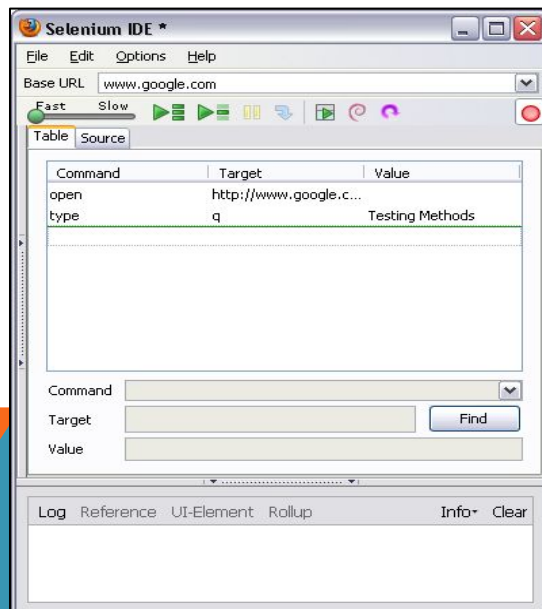 Selenium IDE *
File Edit Options Help
Base URL www.google.com
Fast Slow
Table Source
Command Target Value
open http://www.google.c...
type q Testing Methods
Command
Target Find
Value
Log Reference UI-Element Rollup Info Clear